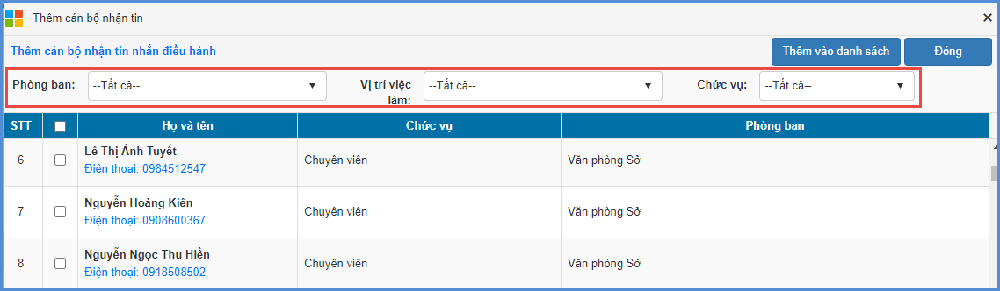 Thêm cán bộ nhận tin
Thêm cán bộ nhận tin nhắn điều hành
Thêm vào danh sách
Đóng
Phòng ban:
--Tất cả--
Vị trí việc
làm:
--Tất cả--
Chức vụ:
--Tất cả--
STT
Họ và tên
Chức vụ
Phòng ban
6
Lê Thị Ánh Tuyết
Điện thoại: 0984512547
Chuyên viên
Văn phòng Sở
7
Nguyễn Hoàng Kiên
Điện thoại: 0908600367
Chuyên viên
Văn phòng Sở
8
Nguyễn Ngọc Thu Hiền
Điện thoại: 0918508502
Chuyên viên
Văn phòng Sở